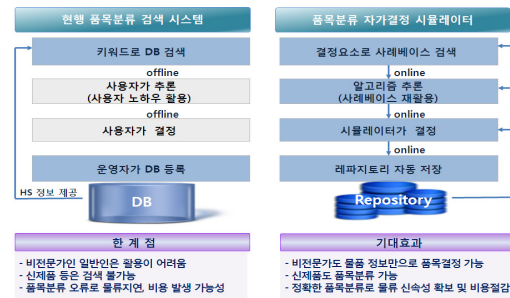 현행 품목분류 검색 시스템
키워드로 DB 검색
offline
사용자가 추론
(사용자 노하우 활용)
offline
사용자가 결정
운영자가 DB 등록
HS 정보 제공
DB
한 계 점
- 비전문가인 일반인은 활용이 어려움
- 신제품 등은 검색 불가능
- 품목분류 오류로 물류지연, 비용 발생 가능성
품목분류 자가결정 시뮬레이터
결정요소로 사례베이스 검색
online
알고리즘 추론
(사례베이스 재활용)
online
시뮬레이터가 결정
online
레파지토리 자동 저장
Repository
기대효과
- 비전문가도 물품 정보만으로 품목결정 가능
- 신제품도 품목분류 가능
- 정확한 품목분류로 물류 신속성 확보 및 비용절감